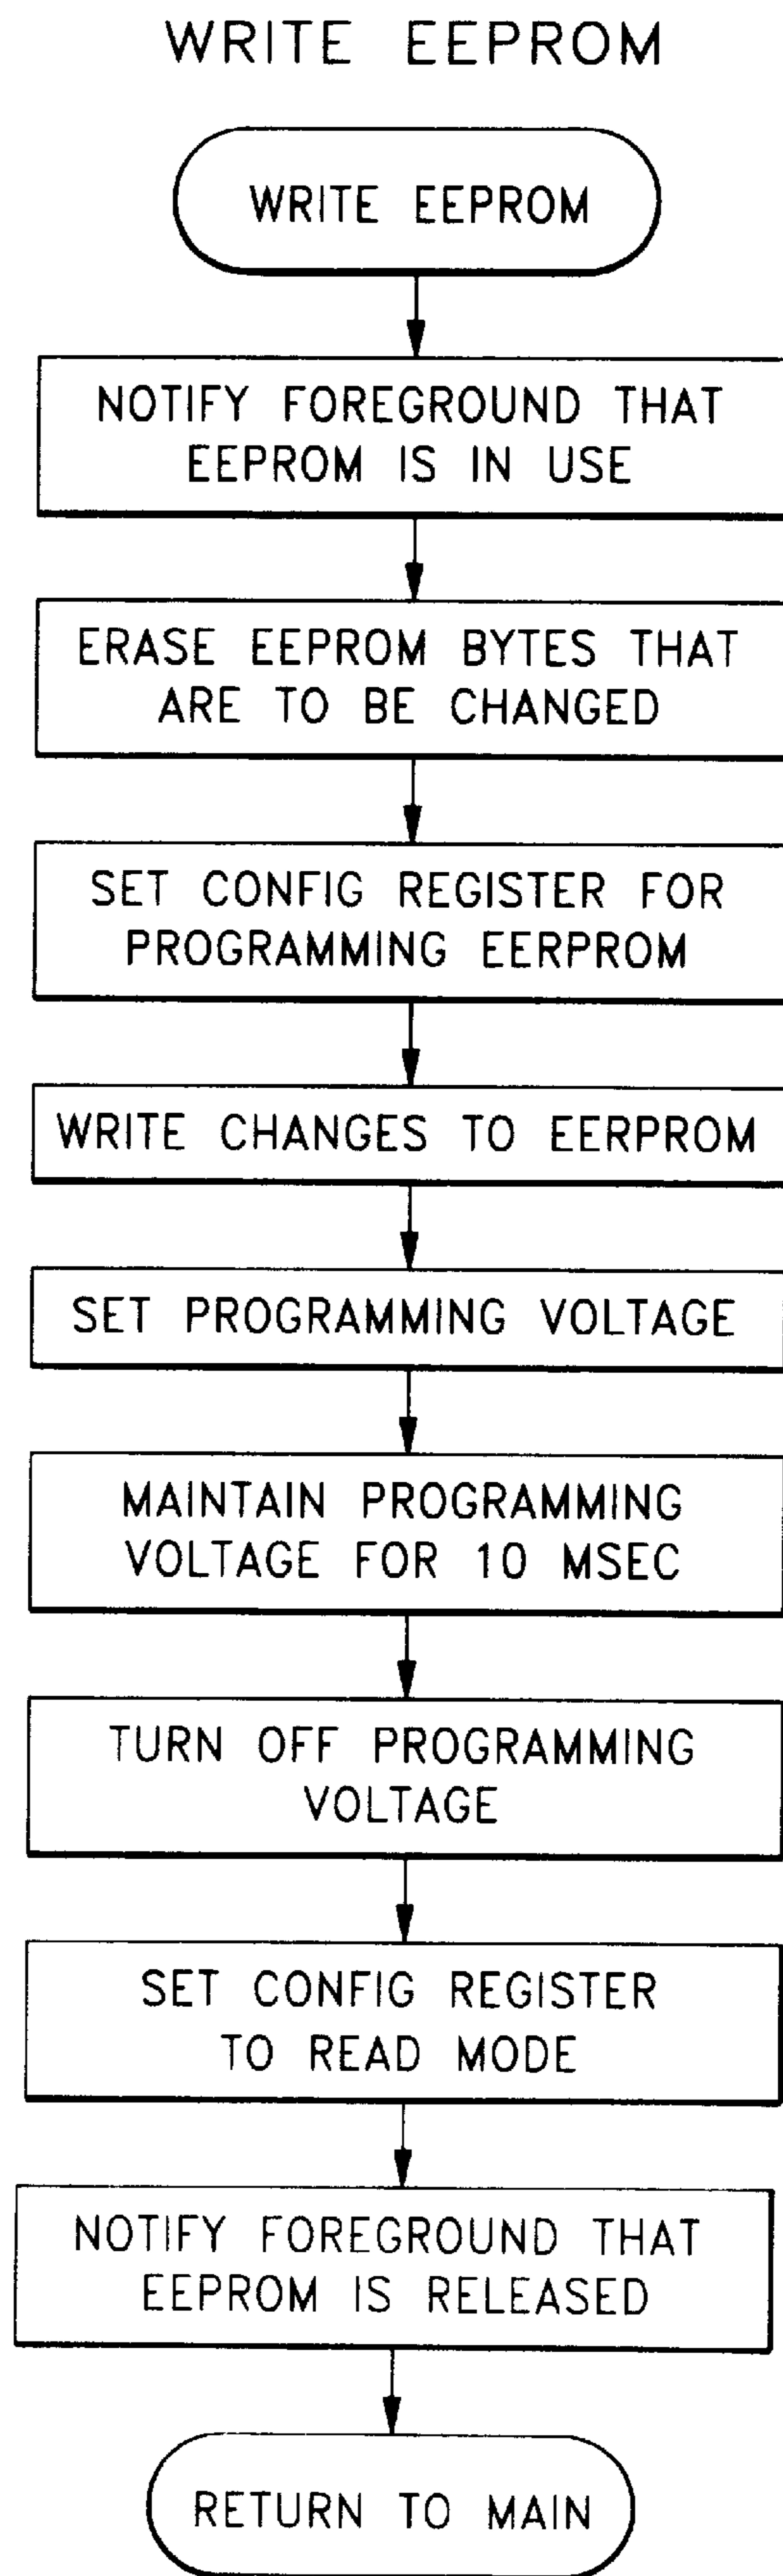 WRITE EEPROM
WRITE EEPROM
NOTIFY FOREGROUND THAT
EEPROM IS IN USE
ERASE EEPROM BYTES THAT
ARE TO BE CHANGED
SET CONFIG REGISTER FOR
PROGRAMMING EERPROM
WRITE CHANGES TO EERPROM
SET PROGRAMMING VOLTAGE
MAINTAIN PROGRAMMING
VOLTAGE FOR 10 MSEC
TURN OFF PROGRAMMING
VOLTAGE
SET CONFIG REGISTER
TO READ MODE
NOTIFY FOREGROUND THAT
EEPROM IS RELEASED
RETURN TO MAIN